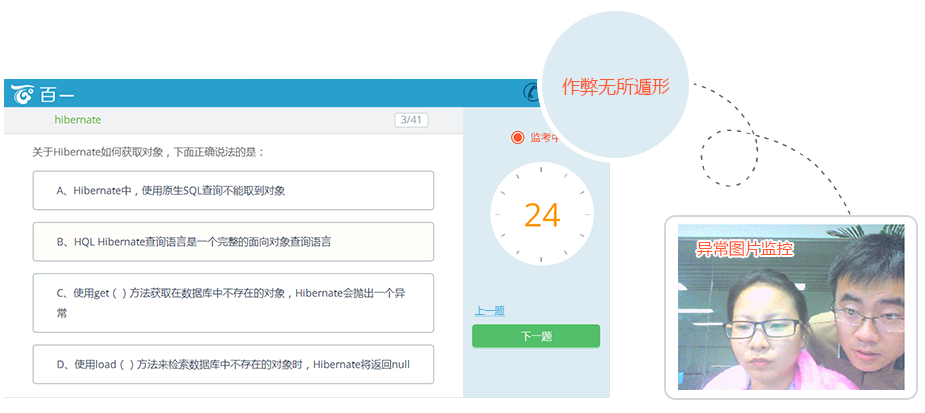 作弊无所遁形
百一
hibernate
3/41
监考中
关于Hibernate如何获取对象，下面正确说法的是：
A、Hibernate中，使用原生SQL查询不能取到对象
B、HQL Hibernate查询语言是一个完整的面向对象查询语言
C、使用get（）方法获取在数据库中不存在的对象，Hibernate会抛出一个异
常
D、使用load（）方法来检索数据库中不存在的对象时，Hibernate将返回null
24
上一题
下一题
异常图片监控